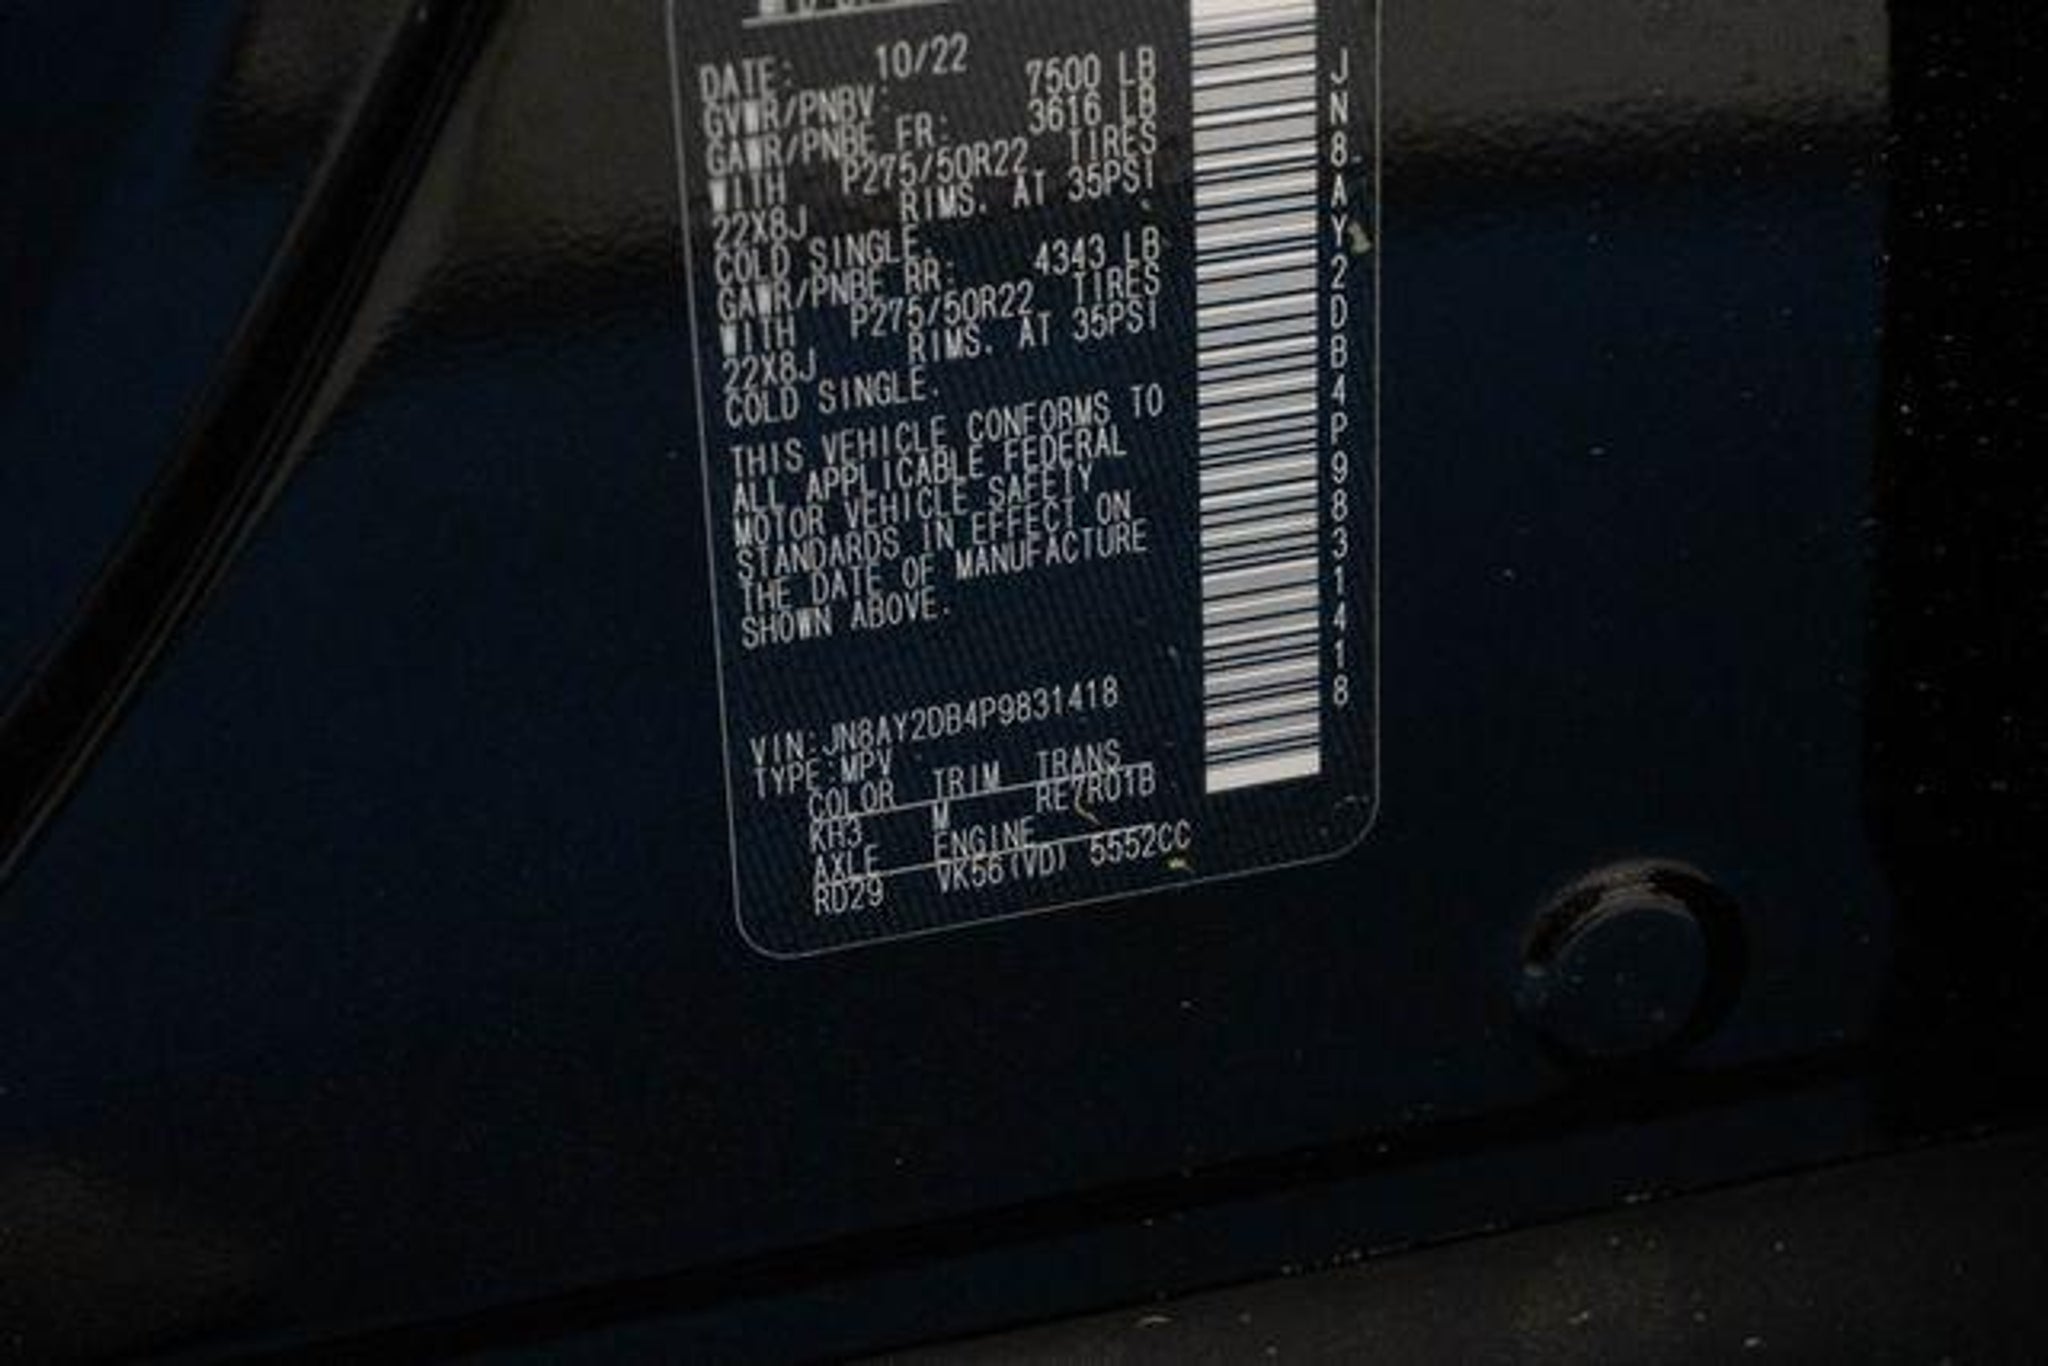 DATE: 10/22
GVWR/PNBV: 7500 LB
GAWR/PNBE FR: 3616 LB
WITH P275/50R22 TIRES
22X8J RIMS. AT 35PSI
COLD SINGLE.
GAWR/PNBE RR: 4343 LB
WITH P275/50R22 TIRES
22X8J RIMS. AT 35PSI
COLD SINGLE.
THIS VEHICLE CONFORMS TO
ALL APPLICABLE FEDERAL
MOTOR VEHICLE SAFETY
STANDARDS IN EFFECT ON
THE DATE OF MANUFACTURE
SHOWN ABOVE.
VIN:JN8AY2DB4P9831418
TYPE:MPV
COLOR TRIM TRANS
KH3 M RE7R01B
AXLE ENGINE
RD29 VK56(VD) 5552CC
JN8AY2DB4P9831418